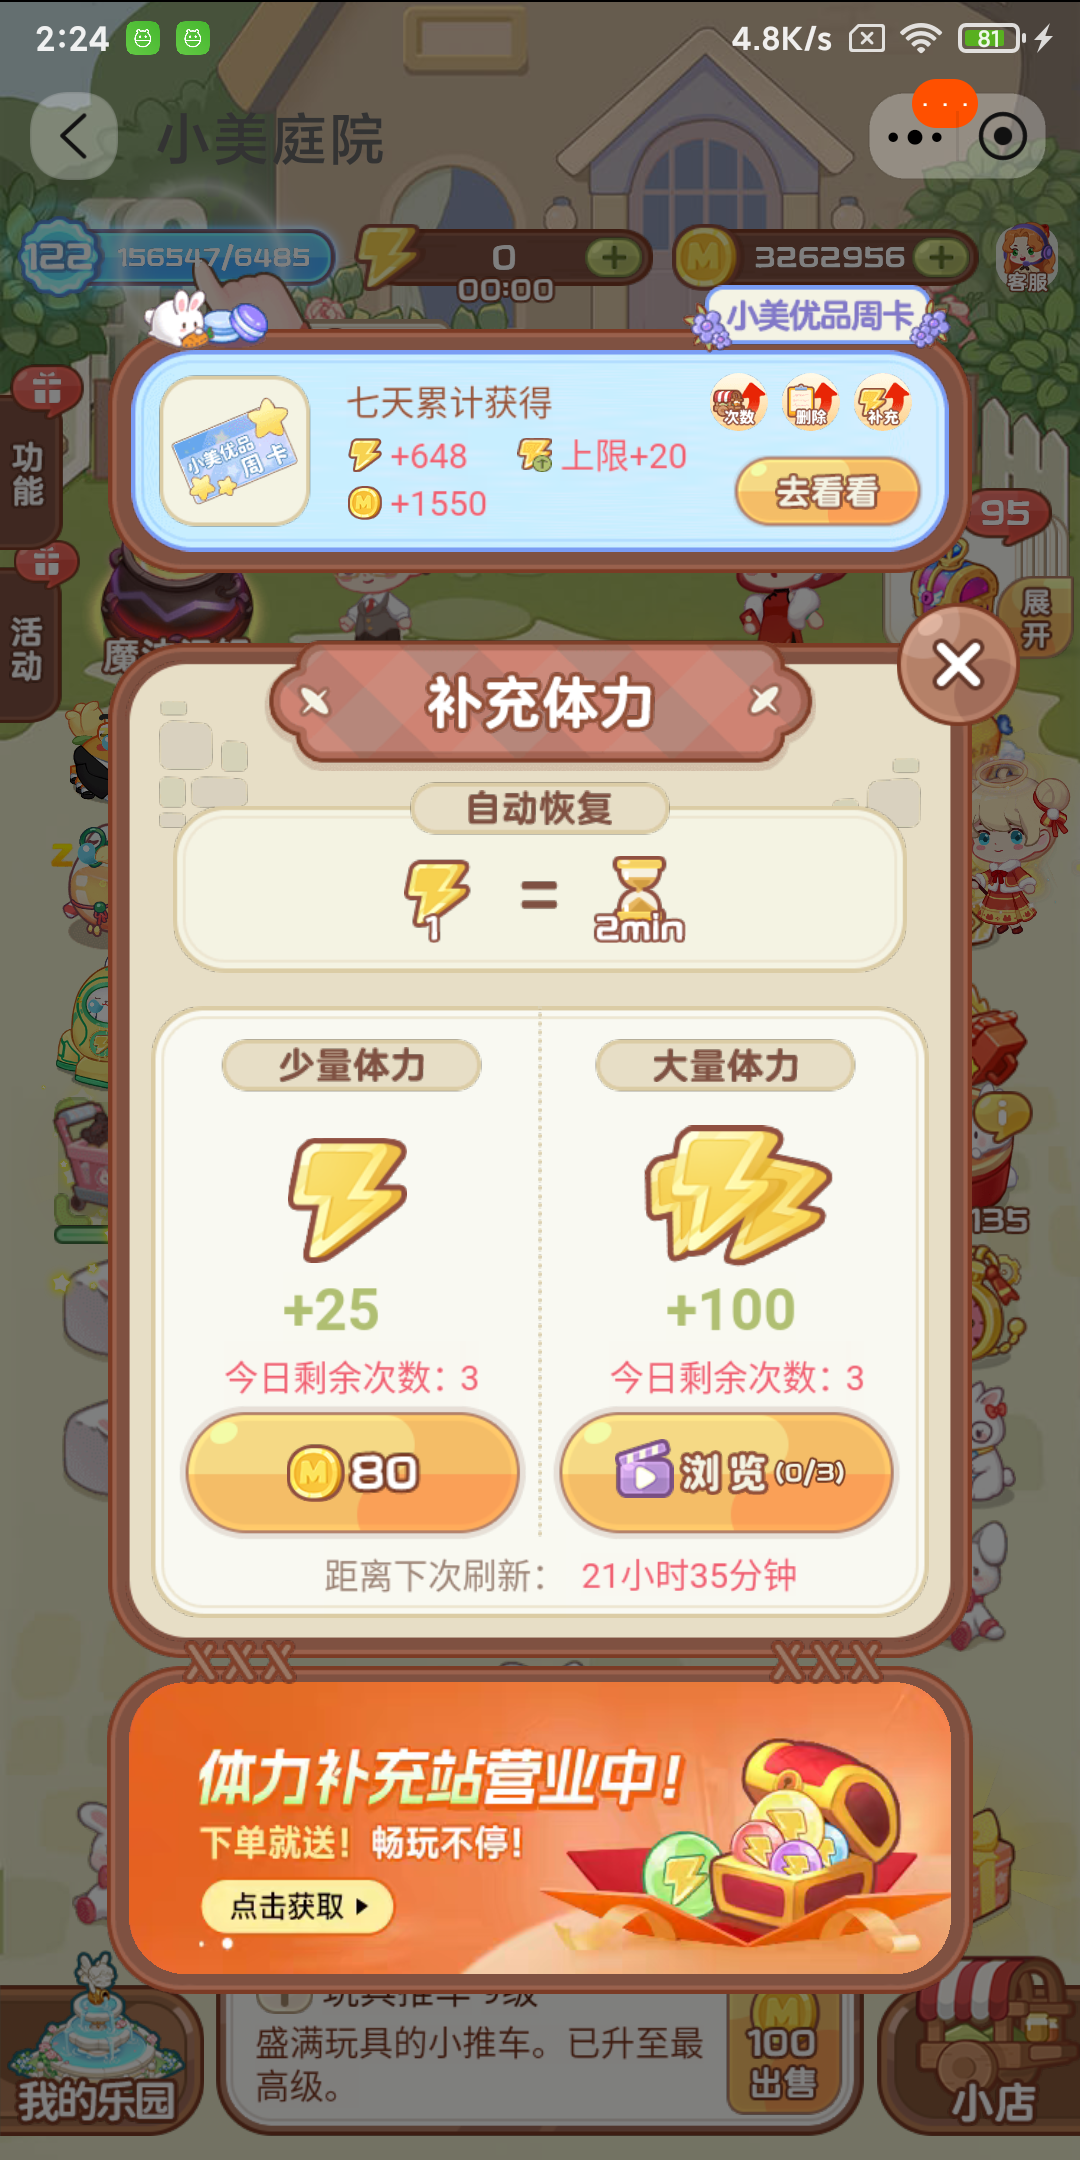 2:24
4.8K/s
81
小美庭院
122
156547/6485
0
00:00
M
3262956
客服
小美优品周卡
七天累计获得
+648
上限+20
+1550
小美优品
周卡
次数
删除
补充
去看看
功能
活动
95
展开
补充体力
自动恢复
1
=
2min
少量体力
大量体力
+25
+100
今日剩余次数：3
今日剩余次数：3
M 80
浏览(0/3)
距离下次刷新： 21小时35分钟
135
体力补充站营业中！
下单就送！畅玩不停！
点击获取
盛满玩具的小推车。已升至最
高级。
M
100
出售
我的乐园
小店